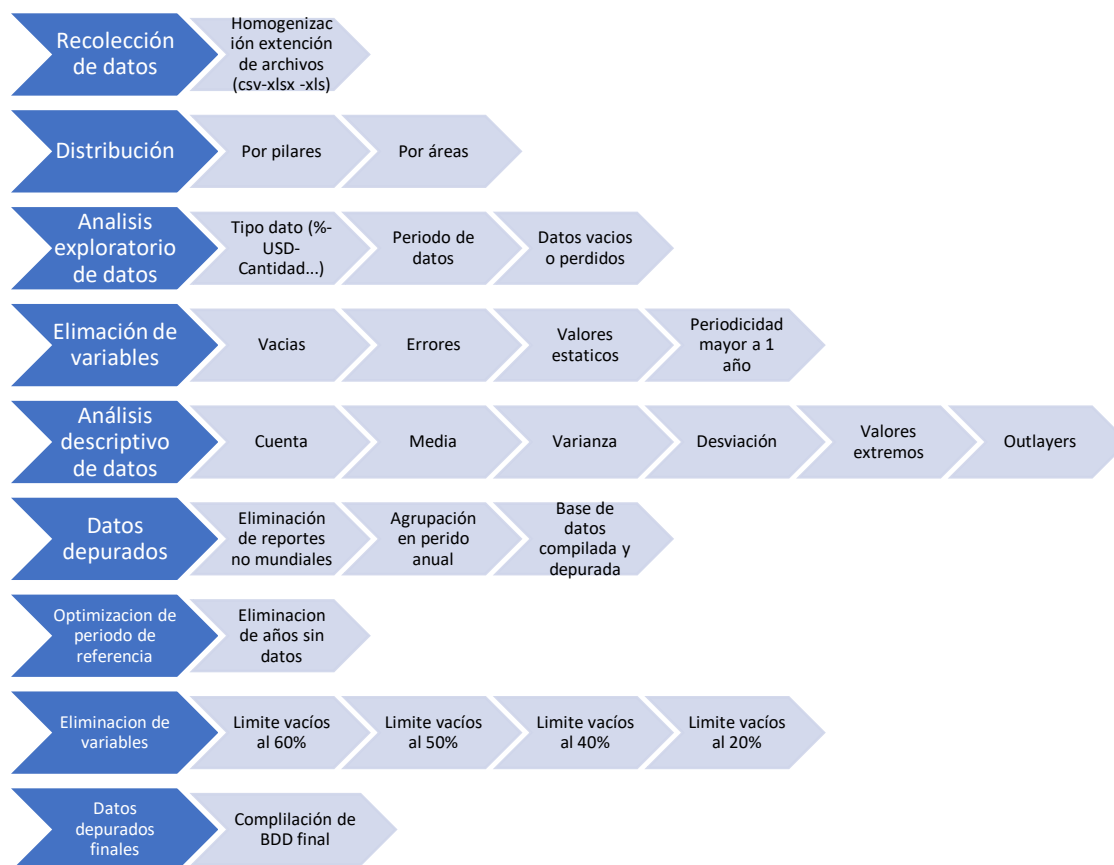 Recolección
de datos
Homogenizac
ión extención
de archivos
(csv-xlsx -xls)
Distribución
Por pilares
Por áreas
Analisis
exploratorio
de datos
Tipo dato (%-
USD-
Cantidad...)
Periodo de
datos
Datos vacios
o perdidos
Elimación de
variables
Vacias
Errores
Valores
estaticos
Periodicidad
mayor a 1
año
Análisis
descriptivo
de datos
Cuenta
Media
Varianza
Desviación
Valores
extremos
Outlayers
Datos
depurados
Eliminación
de reportes
no mundiales
Agrupación
en perido
anual
Base de
datos
compilada y
depurada
Optimizacion de
periodo de
referencia
Eliminacion
de años sin
datos
Eliminacion de
variables
Limite vacíos
al 60%
Limite vacíos
al 50%
Limite vacíos
al 40%
Limite vacíos
al 20%
Datos
depurados
finales
Complilación de
BDD final